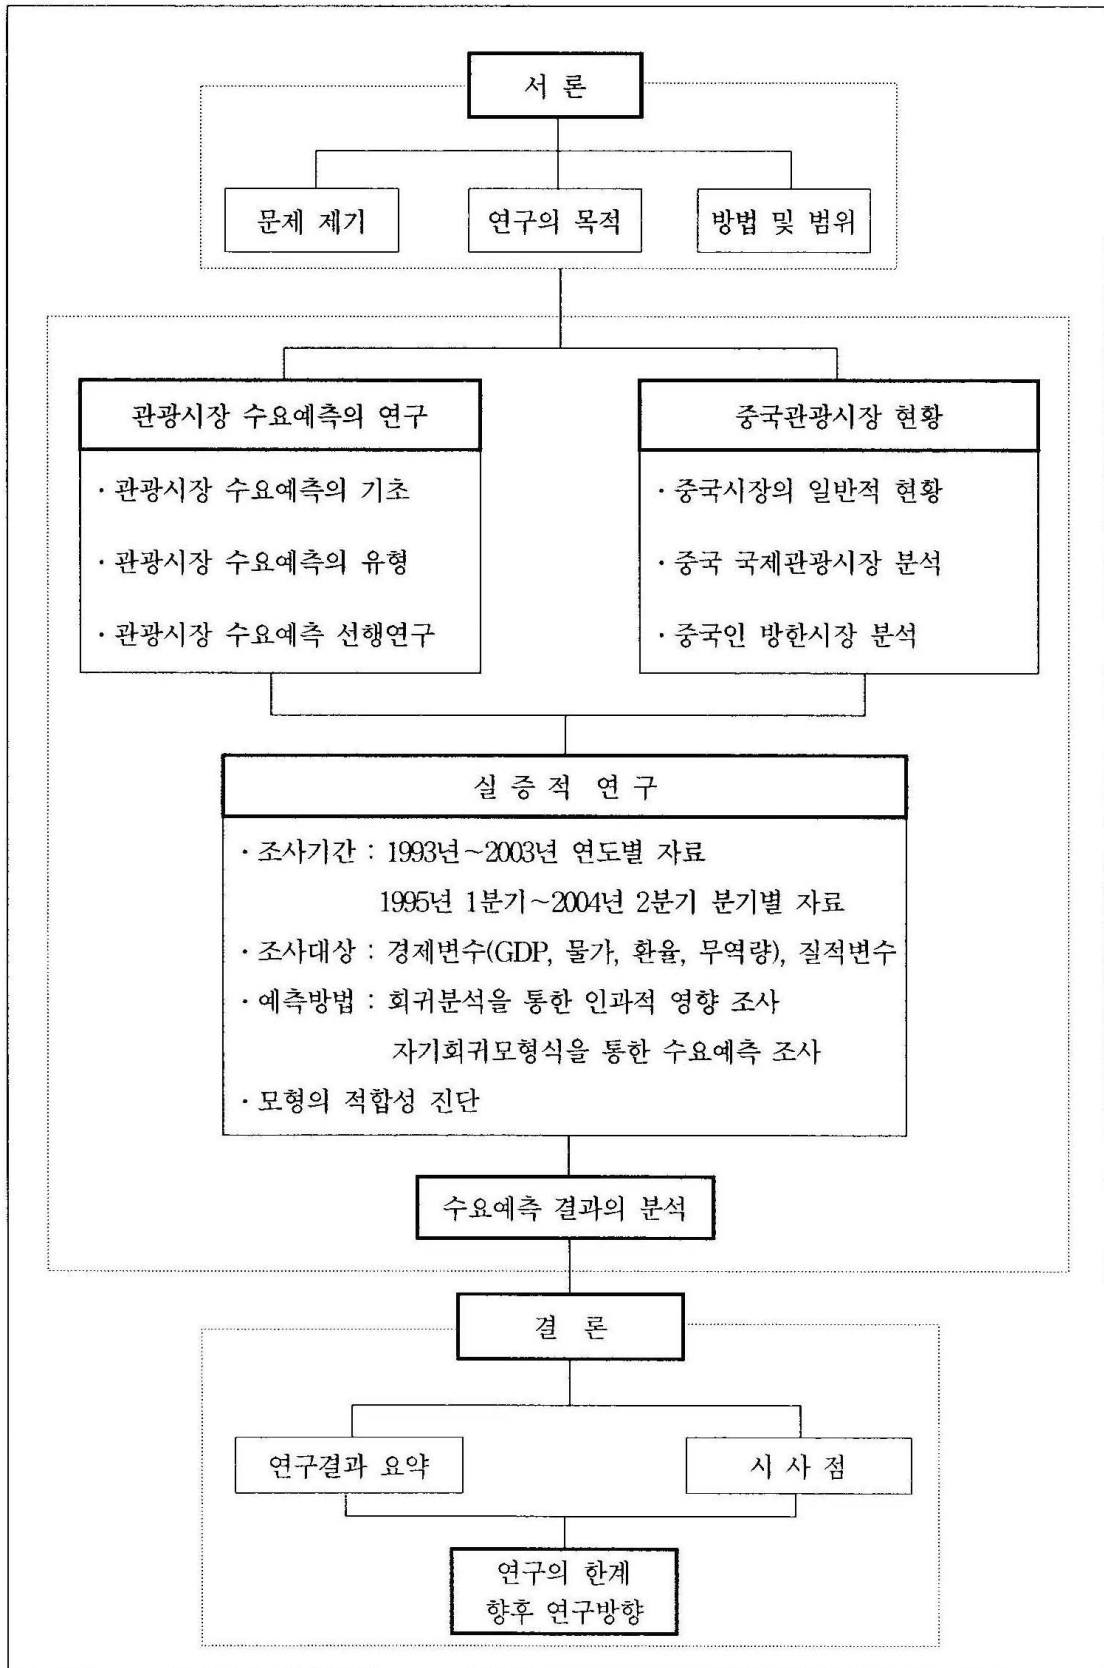 서 론
문제 제기
연구의 목적
방법 및 범위
관광시장 수요예측의 연구
· 관광시장 수요예측의 기초
· 관광시장 수요예측의 유형
· 관광시장 수요예측 선행연구
중국관광시장 현황
· 중국시장의 일반적 현황
· 중국 국제관광시장 분석
· 중국인 방한시장 분석
실 증 적 연 구
· 조사기간 : 1993년~2003년 연도별 자료
1995년 1분기~2004년 2분기 분기별 자료
· 조사대상 : 경제변수(GDP, 물가, 환율, 무역량), 질적변수
· 예측방법 : 회귀분석을 통한 인과적 영향 조사
자기회귀모형식을 통한 수요예측 조사
· 모형의 적합성 진단
수요예측 결과의 분석
결 론
연구결과 요약
시 사 점
연구의 한계
향후 연구방향